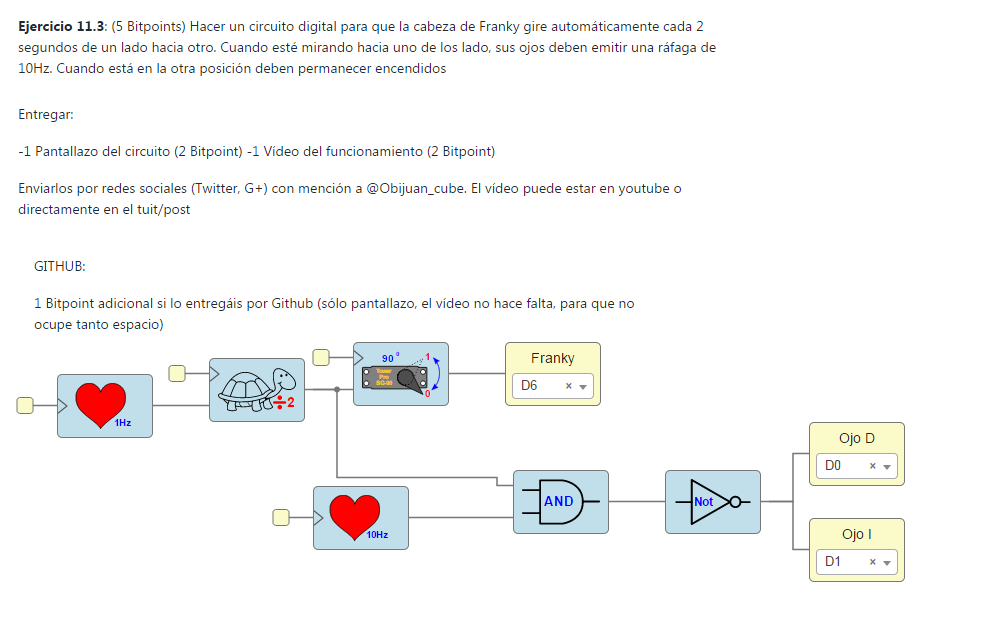 Ejercicio 11.3: (5 Bitpoints) Hacer un circuito digital para que la cabeza de Franky gire automáticamente cada 2
segundos de un lado hacia otro. Cuando esté mirando hacia uno de los lado, sus ojos deben emitir una ráfaga de
10Hz. Cuando está en la otra posición deben permanecer encendidos
Entregar:
-1 Pantallazo del circuito (2 Bitpoint) -1 Vídeo del funcionamiento (2 Bitpoint)
Enviarlos por redes sociales (Twitter, G+) con mención a @Obijuan_cube. El vídeo puede estar en youtube o
directamente en el tuit/post
GITHUB:
1 Bitpoint adicional si lo entregáis por Github (sólo pantallazo, el vídeo no hace falta, para que no
ocupe tanto espacio)
90°
1
Tower
Pro
SG-90
0
Franky
D6
÷2
1Hz
Ojo D
D0
AND
Not
10Hz
Ojo I
D1